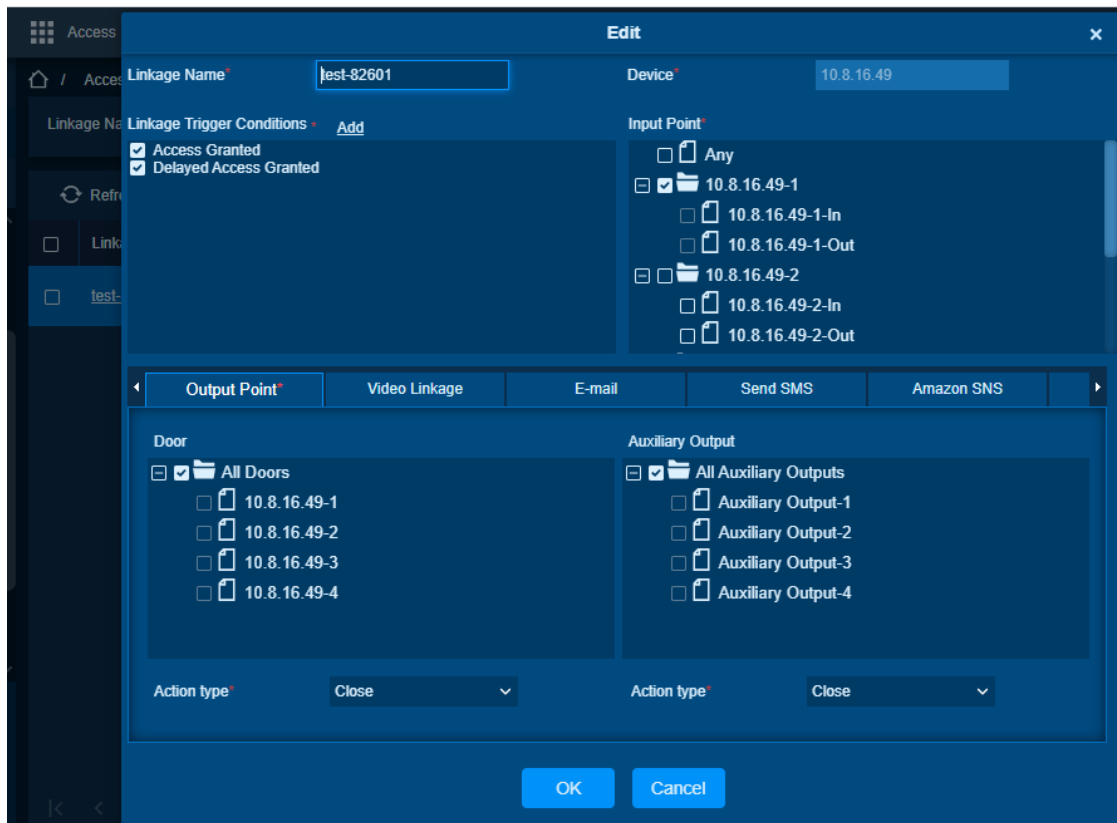 Access
Edit
×
/ Acces
Linkage Name*
test-82601
Device*
10.8.16.49
Linkage Na
Linkage Trigger Conditions * Add
Access Granted
Delayed Access Granted
Input Point*
Any
10.8.16.49-1
10.8.16.49-1-In
10.8.16.49-1-Out
10.8.16.49-2
10.8.16.49-2-In
10.8.16.49-2-Out
Refre
Linka
test-
Output Point*
Video Linkage
E-mail
Send SMS
Amazon SNS
Door
All Doors
10.8.16.49-1
10.8.16.49-2
10.8.16.49-3
10.8.16.49-4
Action type*
Close
Auxiliary Output
All Auxiliary Outputs
Auxiliary Output-1
Auxiliary Output-2
Auxiliary Output-3
Auxiliary Output-4
Action type*
Close
OK
Cancel